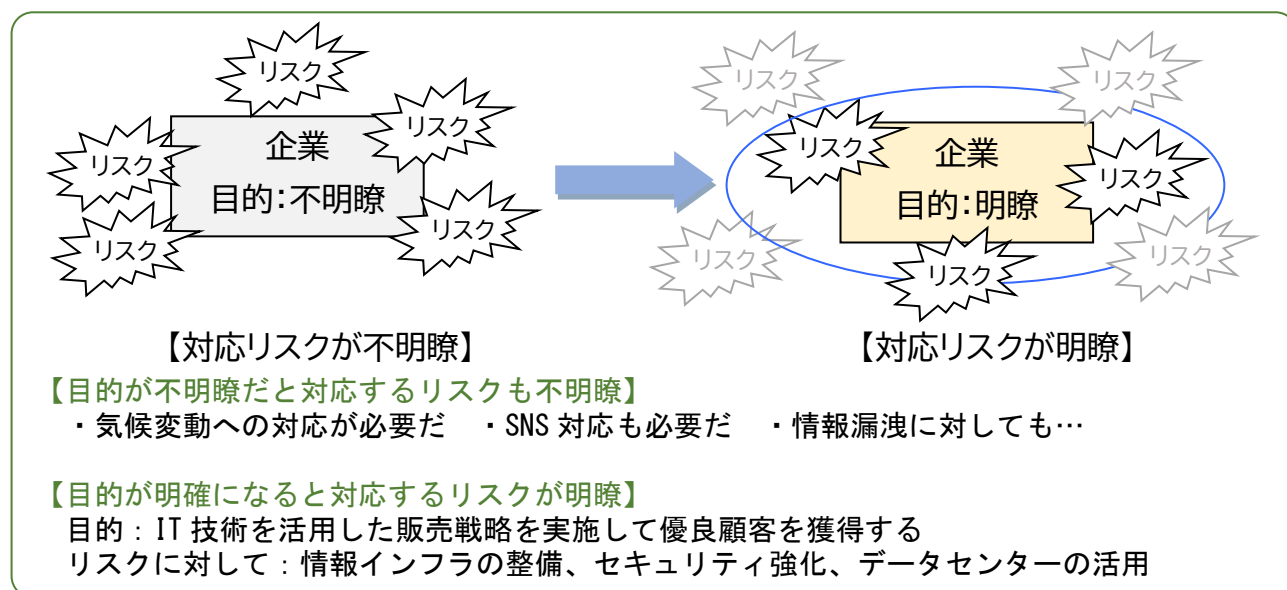 リスク
リスク
リスク
リスク
リスク
企業
目的：不明瞭
リスク
リスク
リスク
リスク
リスク
リスク
リスク
企業
目的：明瞭
【対応リスクが不明瞭】
【対応リスクが明瞭】
【目的が不明瞭だと対応するリスクも不明瞭】
・気候変動への対応が必要だ　・SNS 対応も必要だ　・情報漏洩に対しても…
【目的が明確になると対応するリスクが明瞭】
目的：IT 技術を活用した販売戦略を実施して優良顧客を獲得する
リスクに対して：情報インフラの整備、セキュリティ強化、データセンターの活用